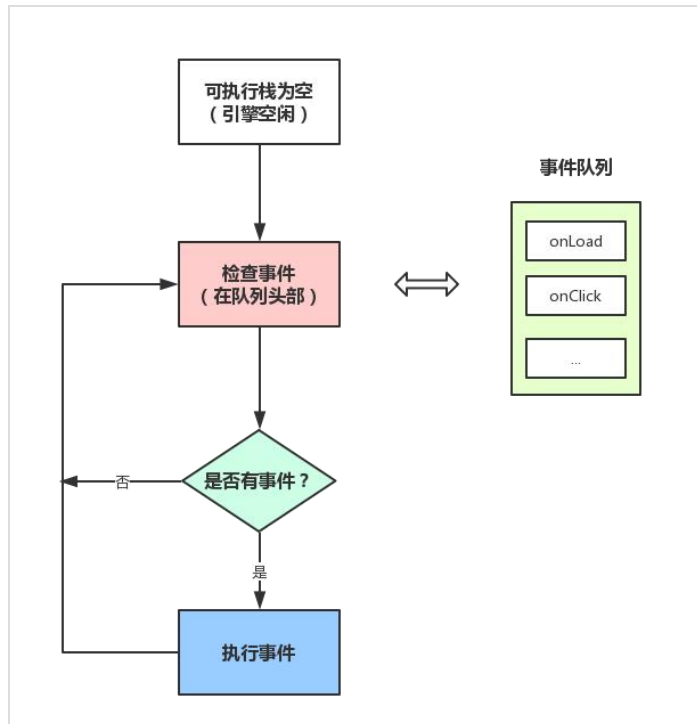 可执行栈为空
（引擎空闲）
事件队列
onLoad
检查事件
（在队列头部）
onClick
...
是否有事件？
否
是
执行事件